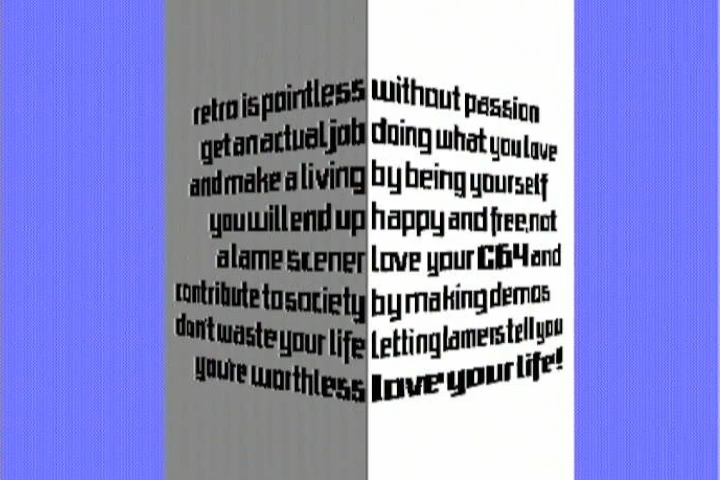 retro is pointless without passion
get an actual job doing what you love
and make a living by being yourself
you will end up happy and free, not
a lame scener love your C64 and
contribute to society by making demos
don't waste your life letting lamers tell you
you're worthless love your life!